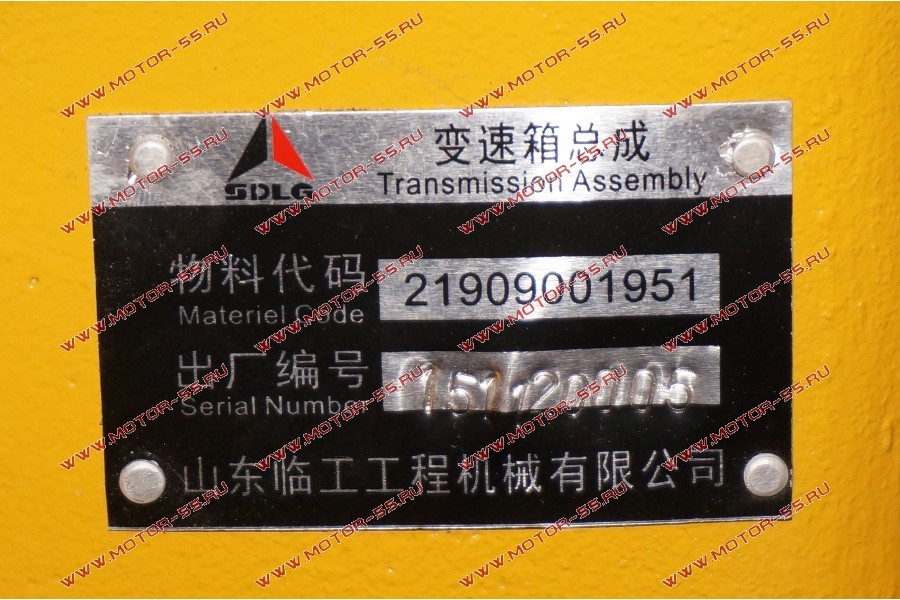 变速箱总成
SDLG
Transmission Assembly
物料代码 21909001951
Materiel Code
出厂编号
Serial Number
山东临工工程机械有限公司
WWW.MOTOR-55.RU